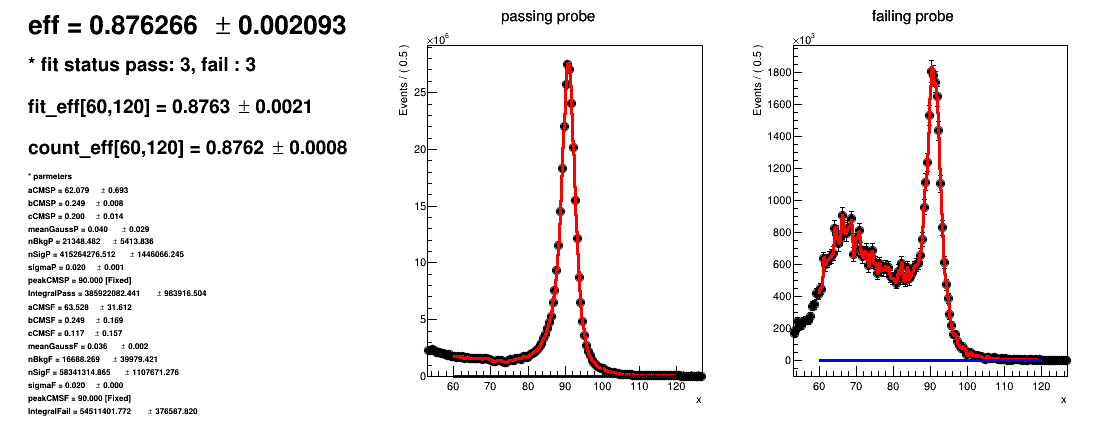 eff = 0.876266 ± 0.002093
* fit status pass: 3, fail : 3
fit_eff[60,120] = 0.8763 ± 0.0021
count_eff[60,120] = 0.8762 ± 0.0008
* parmeters
aCMSP = 62.079 ± 0.693
bCMSP = 0.249 ± 0.008
cCMSP = 0.200 ± 0.014
meanGaussP = 0.040 ± 0.029
nBkgP = 21348.482 ± 5413.836
nSigP = 415264276.512 ± 1446066.245
sigmaP = 0.020 ± 0.001
peakCMSP = 90.000 [Fixed]
IntegralPass = 385922082.441 ± 983916.504
aCMSF = 63.528 ± 31.612
bCMSF = 0.249 ± 0.169
cCMSF = 0.117 ± 0.157
meanGaussF = 0.036 ± 0.002
nBkgF = 16688.269 ± 39979.421
nSigF = 58341314.865 ± 1107671.276
sigmaF = 0.020 ± 0.000
peakCMSF = 90.000 [Fixed]
IntegralFail = 54511401.772 ± 376587.820
passing probe
×10⁶
Events / ( 0.5 )
25
20
15
10
5
0
60 70 80 90 100 110 120
x
failing probe
×10³
Events / ( 0.5 )
1800
1600
1400
1200
1000
800
600
400
200
0
60 70 80 90 100 110 120
x